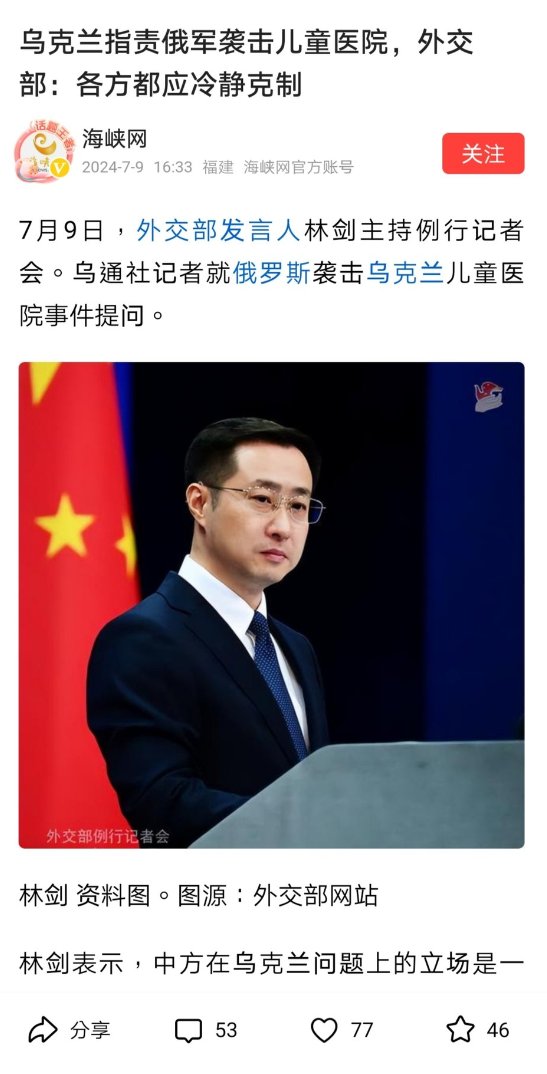 乌克兰指责俄军袭击儿童医院，外交
部：各方都应冷静克制
话题王者
海峡网
2024-7-9 16:33 福建 海峡网官方账号
关注
7月9日，外交部发言人林剑主持例行记者
会。乌通社记者就俄罗斯袭击乌克兰儿童医
院事件提问。
外交部例行记者会
林剑 资料图。图源：外交部网站
林剑表示，中方在乌克兰问题上的立场是一
分享
53
77
46